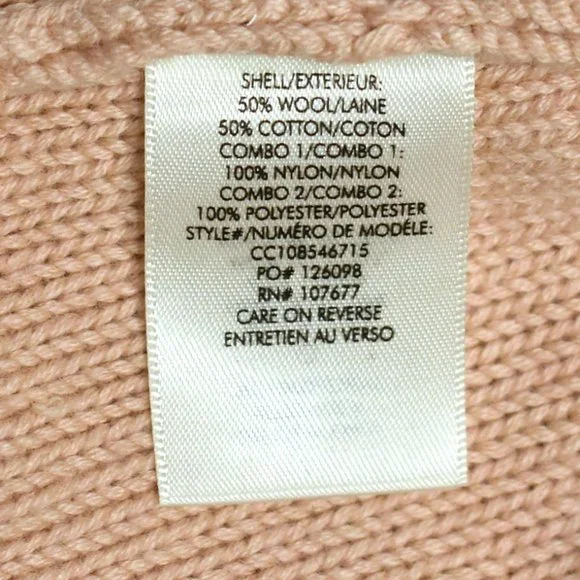 SHELL/EXTERIEUR:
50% WOOL/LAINE
50% COTTON/COTON
COMBO 1/COMBO 1:
100% NYLON/NYLON
COMBO 2/COMBO 2:
100% POLYESTER/POLYESTER
STYLE#/NUMÉRO DE MODÉLE:
CC108546715
PO# 126098
RN# 107677
CARE ON REVERSE
ENTRETIEN AU VERSO